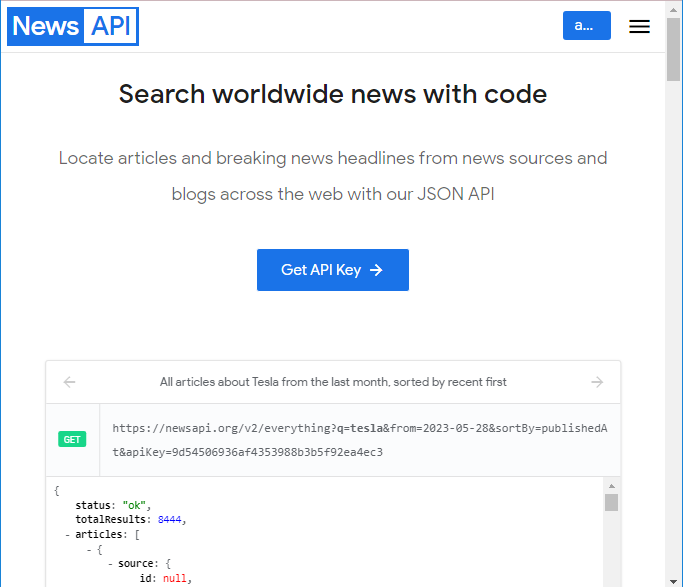 News API
a...
Search worldwide news with code
Locate articles and breaking news headlines from news sources and
blogs across the web with our JSON API
Get API Key →
← All articles about Tesla from the last month, sorted by recent first →
GET https://newsapi.org/v2/everything?q=tesla&from=2023-05-28&sortBy=publishedA
t&apiKey=9d54506936af4353988b3b5f92ea4ec3
{
status: "ok",
totalResults: 8444,
- articles: [
- {
- source: {
id: null,